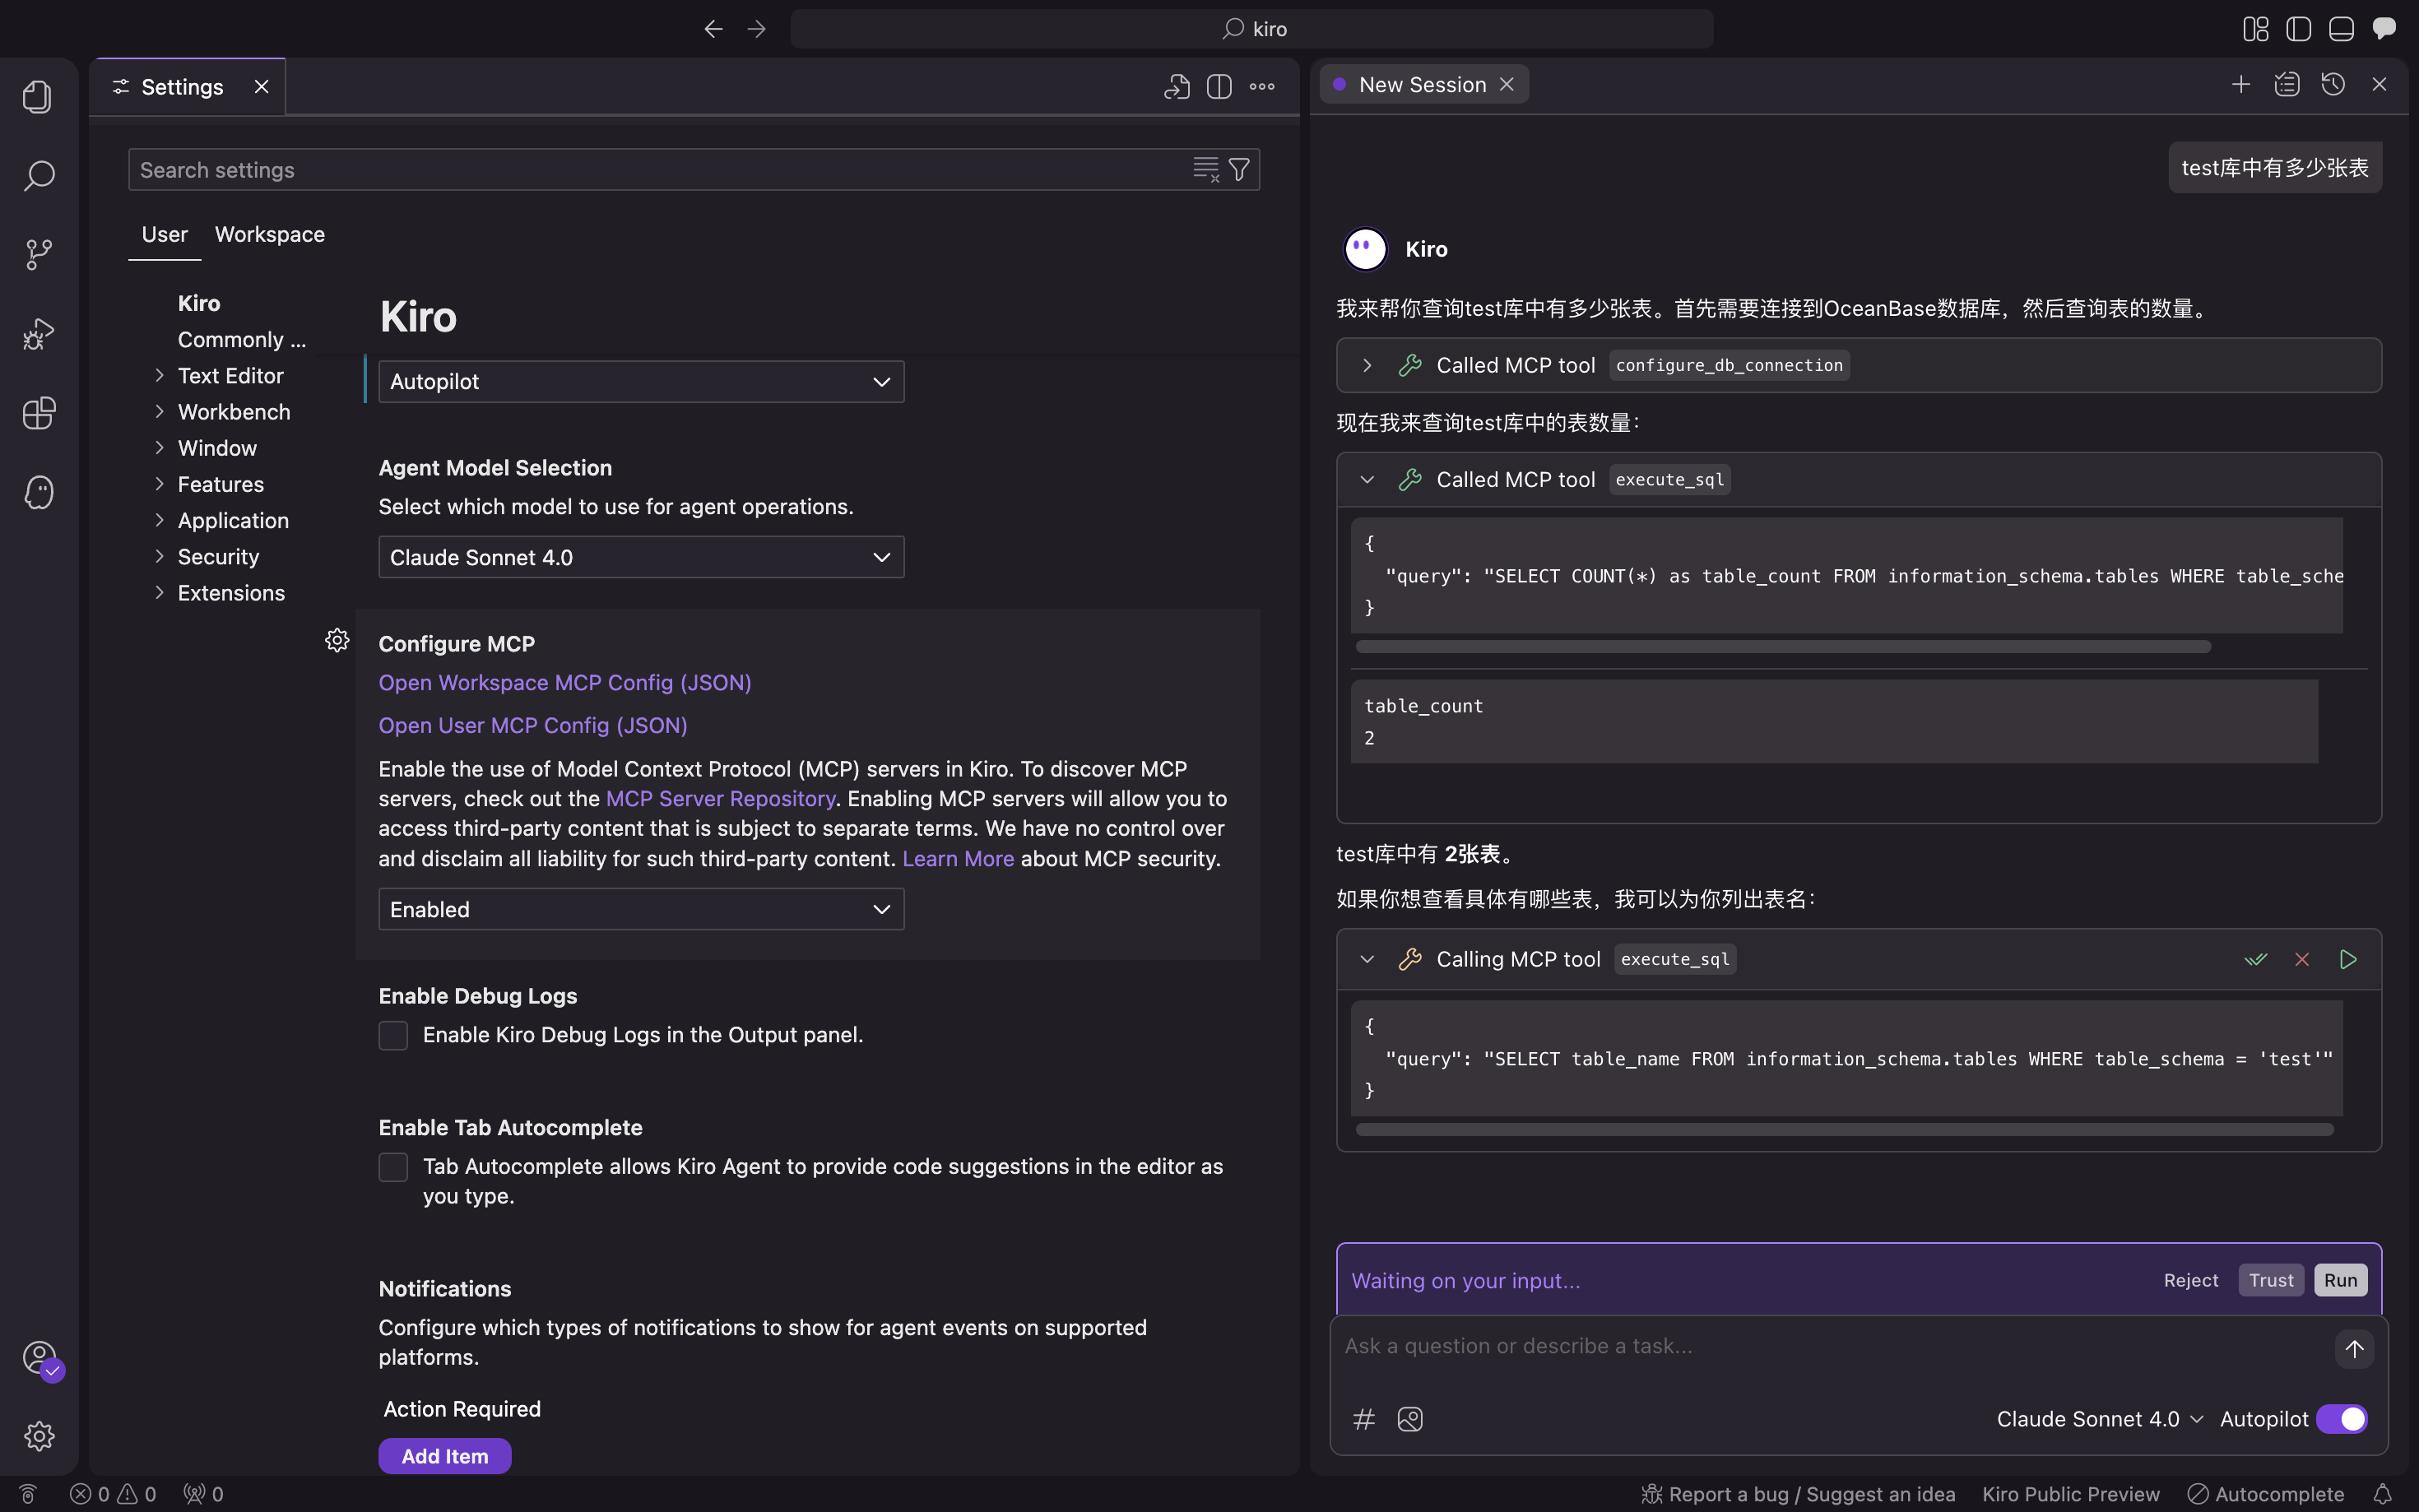 kiro
Settings
Search settings
User
Workspace
Kiro
Commonly ...
Text Editor
Workbench
Window
Features
Application
Security
Extensions
Kiro
Autopilot
Agent Model Selection
Select which model to use for agent operations.
Claude Sonnet 4.0
Configure MCP
Open Workspace MCP Config (JSON)
Open User MCP Config (JSON)
Enable the use of Model Context Protocol (MCP) servers in Kiro. To discover MCP
servers, check out the MCP Server Repository. Enabling MCP servers will allow you to
access third-party content that is subject to separate terms. We have no control over
and disclaim all liability for such third-party content. Learn More about MCP security.
Enabled
Enable Debug Logs
Enable Kiro Debug Logs in the Output panel.
Enable Tab Autocomplete
Tab Autocomplete allows Kiro Agent to provide code suggestions in the editor as
you type.
Notifications
Configure which types of notifications to show for agent events on supported
platforms.
Action Required
Add Item
New Session
test库中有多少张表
Kiro
我来帮你查询test库中有多少张表。首先需要连接到OceanBase数据库，然后查询表的数量。
Called MCP tool configure_db_connection
现在我来查询test库中的表数量：
Called MCP tool execute_sql
{
"query": "SELECT COUNT(*) as table_count FROM information_schema.tables WHERE table_sche
}
table_count
2
test库中有 2张表。
如果你想查看具体有哪些表，我可以为你列出表名：
Calling MCP tool execute_sql
{
"query": "SELECT table_name FROM information_schema.tables WHERE table_schema = 'test'"
}
Waiting on your input...
Reject
Trust
Run
Ask a question or describe a task...
#
Claude Sonnet 4.0
Autopilot
0
0
0
Report a bug / Suggest an idea
Kiro Public Preview
Autocomplete